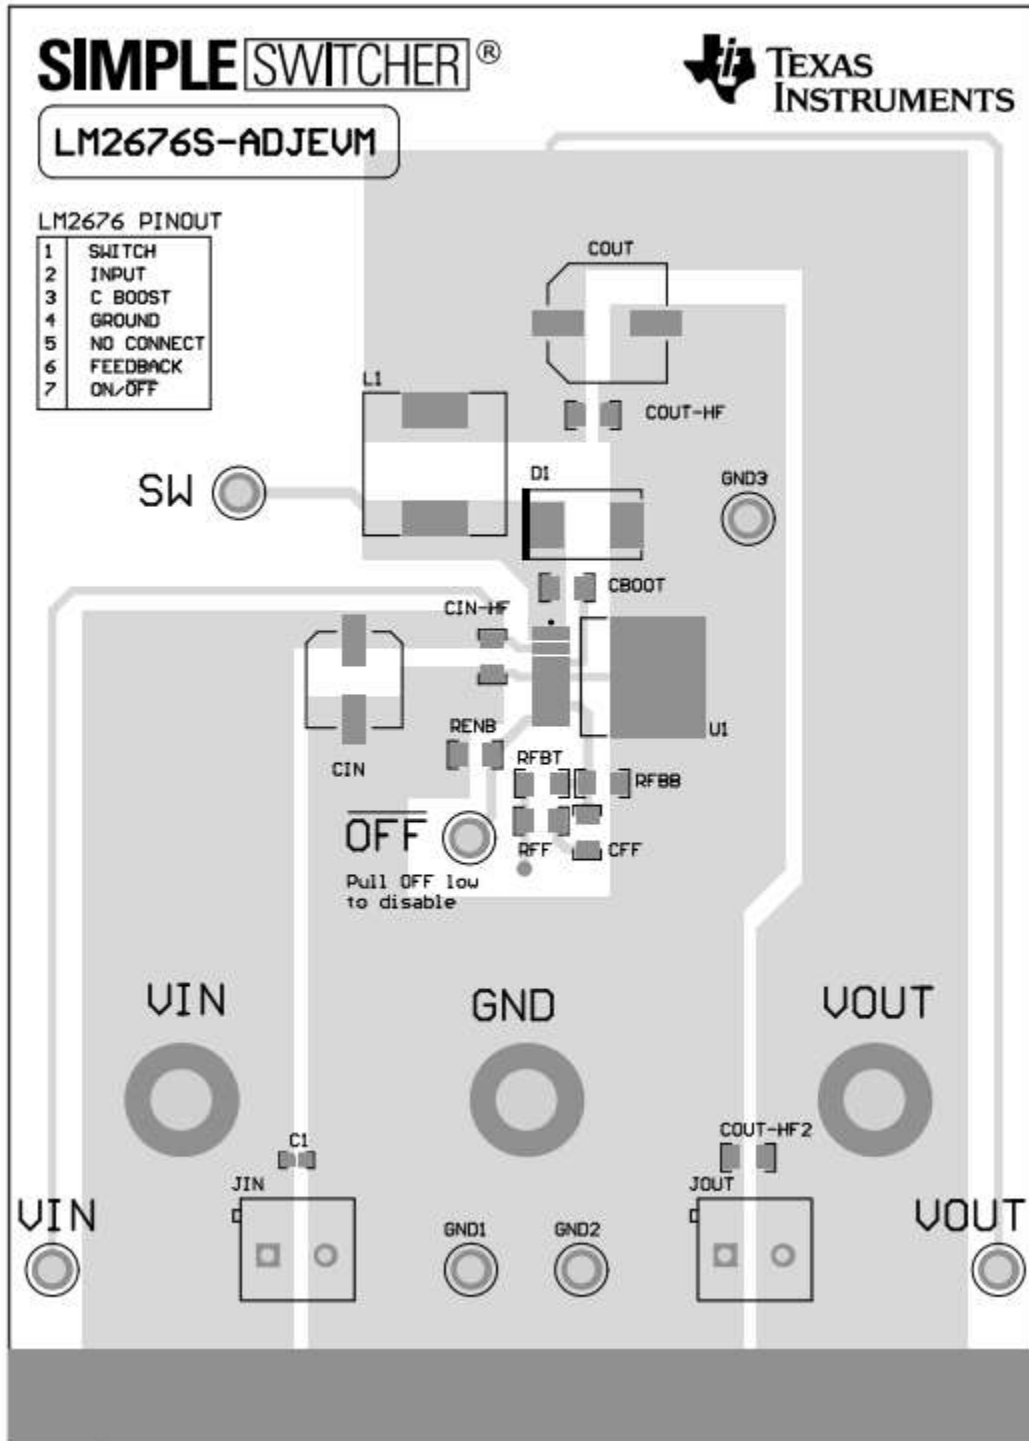 SIMPLE SWITCHER®
TEXAS
INSTRUMENTS
LM2676S-ADJEVM
LM2676 PINOUT
1 SWITCH
2 INPUT
3 C BOOST
4 GROUND
5 NO CONNECT
6 FEEDBACK
7 ON/OFF
COUT
L1
COUT-HF
D1
GND3
SW
CBOOT
CIN-HF
U1
RENB
CIN
RFBT
RFBB
OFF
RFF
CFF
Pull OFF low
to disable
VIN
GND
VOUT
COUT-HF2
C1
JIN
JOUT
VIN
GND1
GND2
VOUT